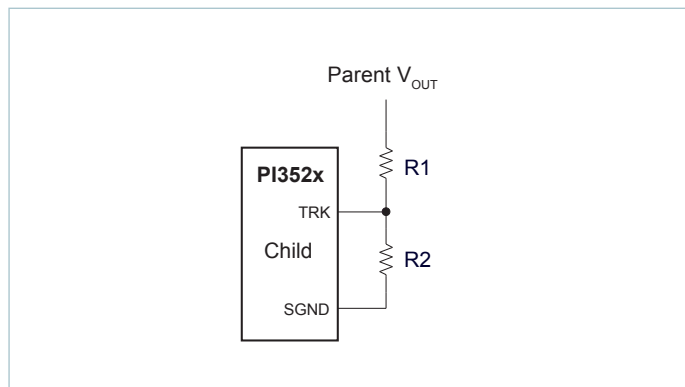 Parent VOUT
R1
PI352x
TRK
Child
R2
SGND